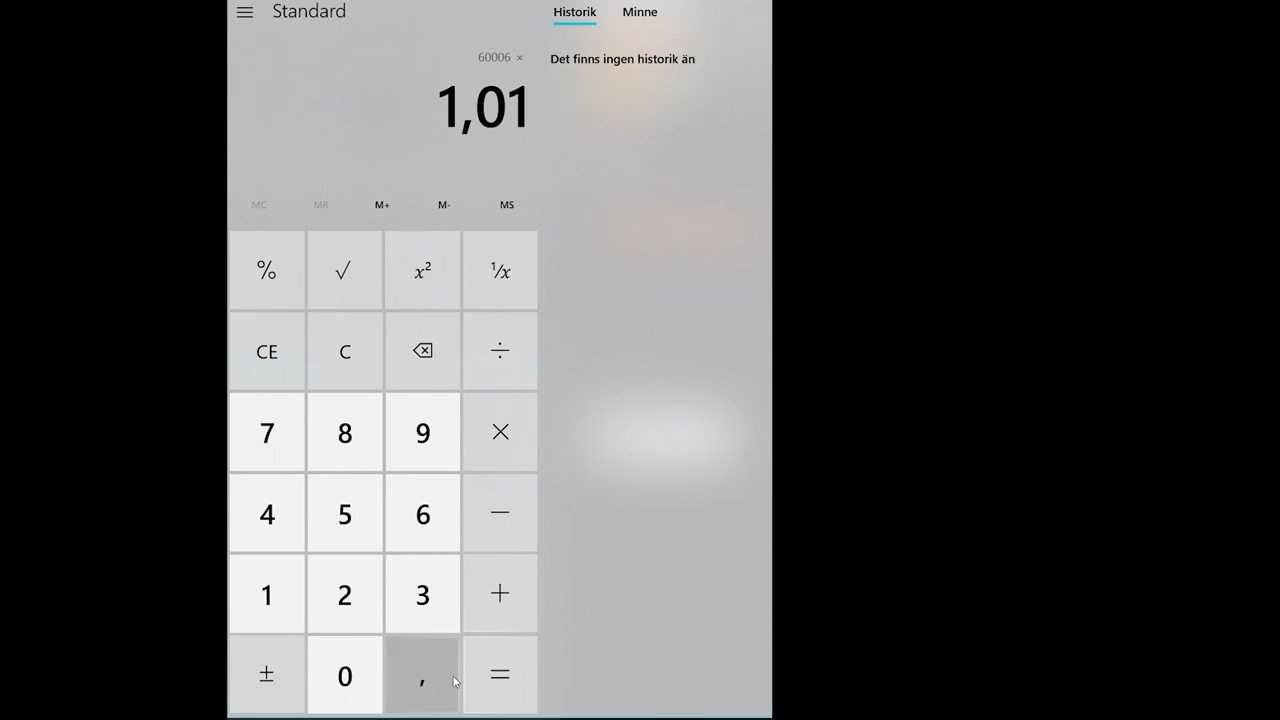 Standard
Historik Minne
60006 ×
Det finns ingen historik än
1,01
MC MR M+ M- MS
% √ x² ¹/x
CE C ÷
7 8 9 ×
4 5 6 −
1 2 3 +
± 0 , =